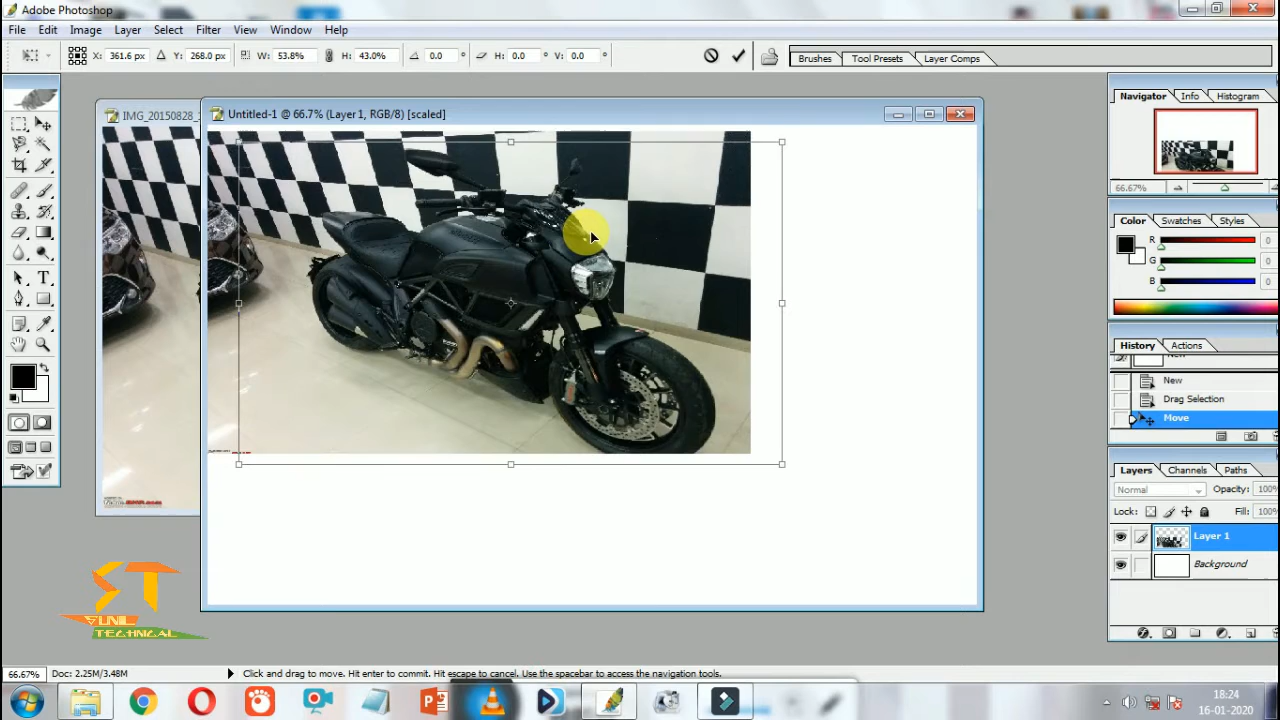 Adobe Photoshop
File Edit Image Layer Select Filter View Window Help
X: 361.6 p Y: 268.0 p W: 53.8% H: 43.0% 0.0 ° H: 0.0 ° V: 0.0 °
Brushes Tool Presets Layer Comps
IMG_20150828_
Untitled-1 @ 66.7% (Layer 1, RGB/8) [scaled]
Navigator Info Histogram
66.67%
Color Swatches Styles
R 0
G 0
B 0
History Actions
New
Drag Selection
Move
Layers Channels Paths
Normal Opacity: 100%
Lock: Fill: 100%
Layer 1
Background
ST
SUNIL
TECHNICAL
66.67% Doc: 2.25M/3.48M Click and drag to move. Hit enter to commit. Hit escape to cancel. Use the spacebar to access the navigation tools.
18:24
16-01-2020